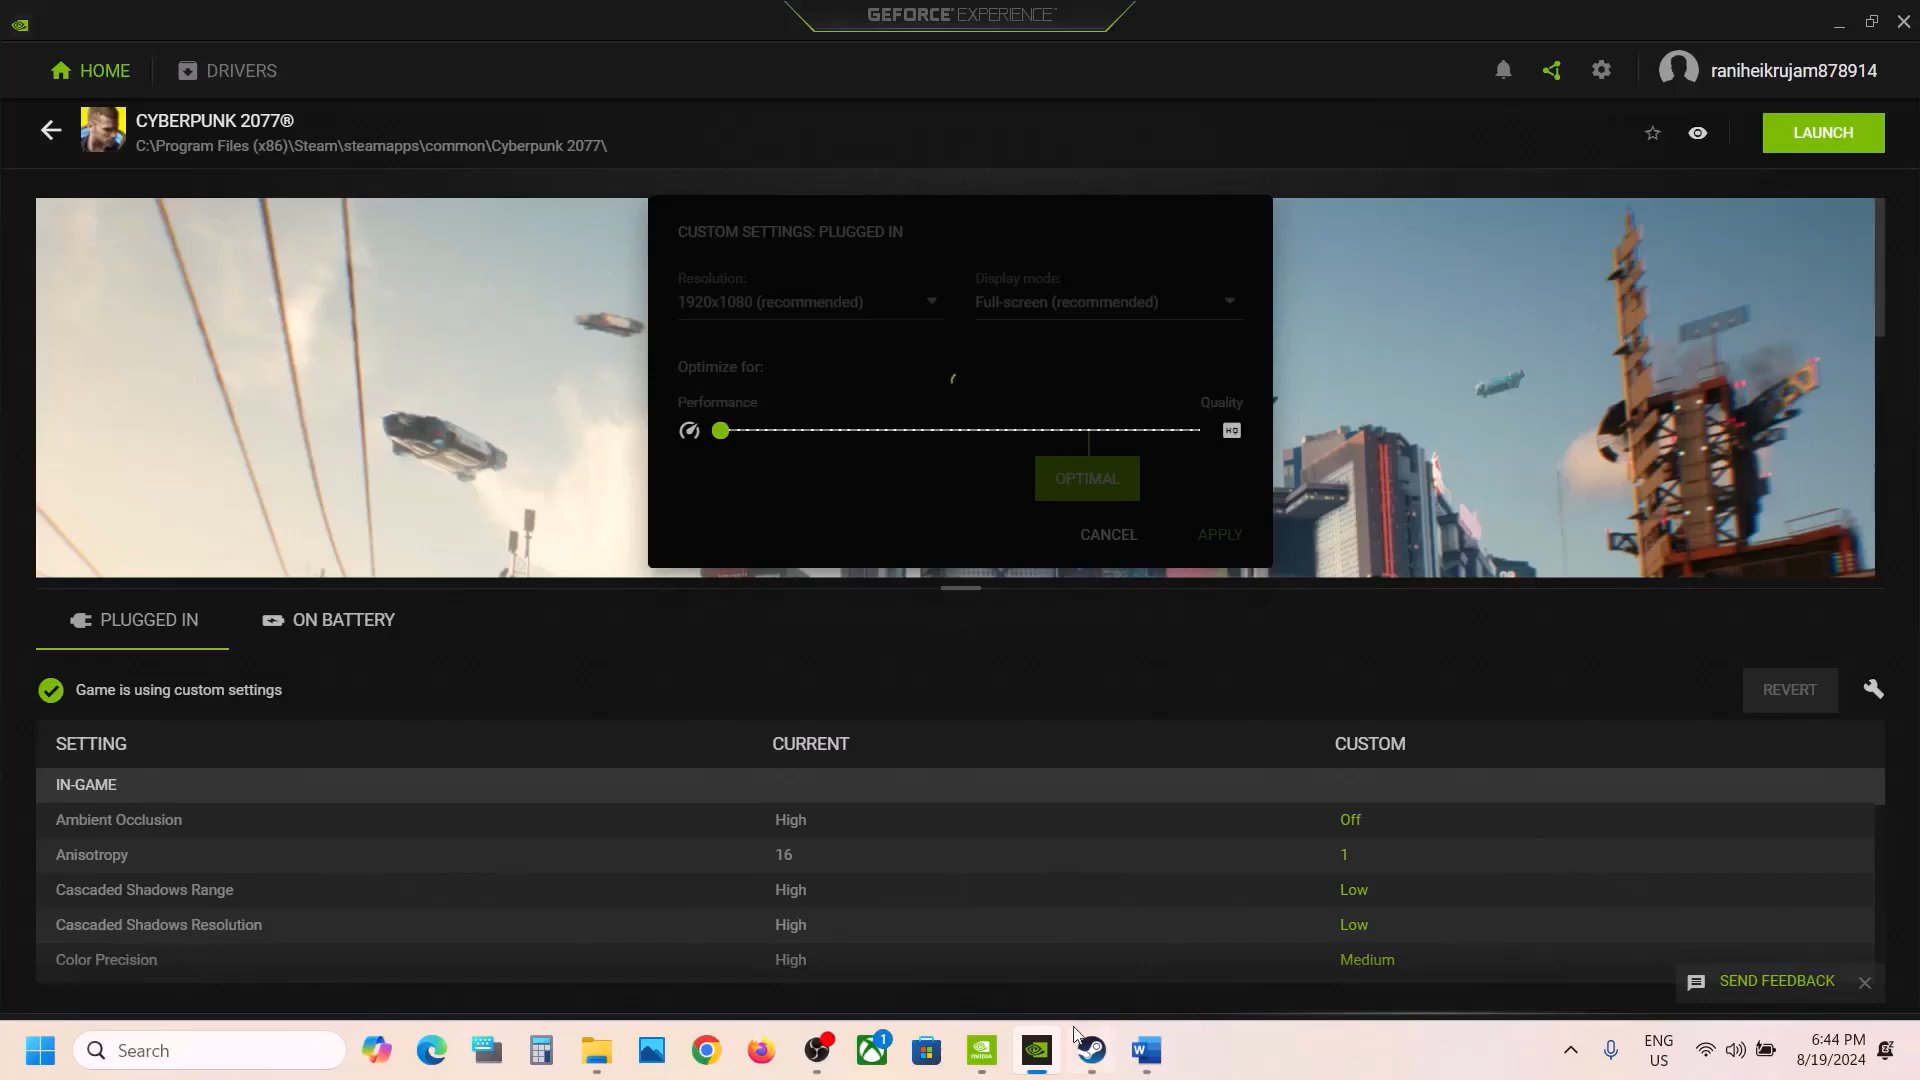 GEFORCE® EXPERIENCE™
HOME
DRIVERS
raniheikrujam878914
CYBERPUNK 2077®
C:\Program Files (x86)\Steam\steamapps\common\Cyberpunk 2077\
LAUNCH
CUSTOM SETTINGS: PLUGGED IN
Resolution:
Display mode:
1920x1080 (recommended)
Full-screen (recommended)
Optimize for:
Performance
Quality
HQ
OPTIMAL
CANCEL
APPLY
PLUGGED IN
ON BATTERY
Game is using custom settings
REVERT
SETTING
CURRENT
CUSTOM
IN-GAME
Ambient Occlusion
High
Off
Anisotropy
16
1
Cascaded Shadows Range
High
Low
Cascaded Shadows Resolution
High
Low
Color Precision
High
Medium
SEND FEEDBACK
Search
1
ENG
US
6:44 PM
8/19/2024